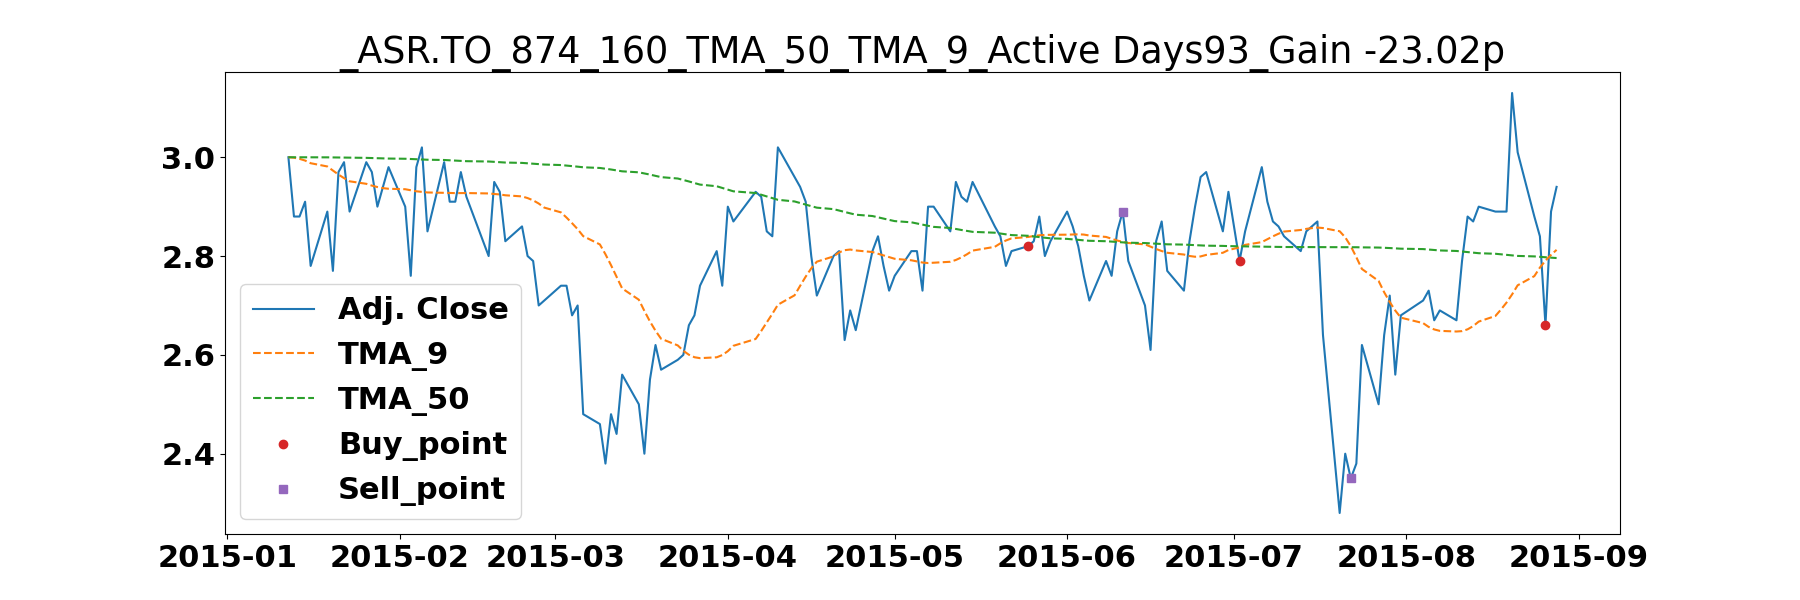 _ASR.TO_874_160_TMA_50_TMA_9_Active Days93_Gain -23.02p
3.0
2.8
2.6
2.4
Adj. Close
TMA_9
TMA_50
Buy_point
Sell_point
2015-01 2015-02 2015-03 2015-04 2015-05 2015-06 2015-07 2015-08 2015-09